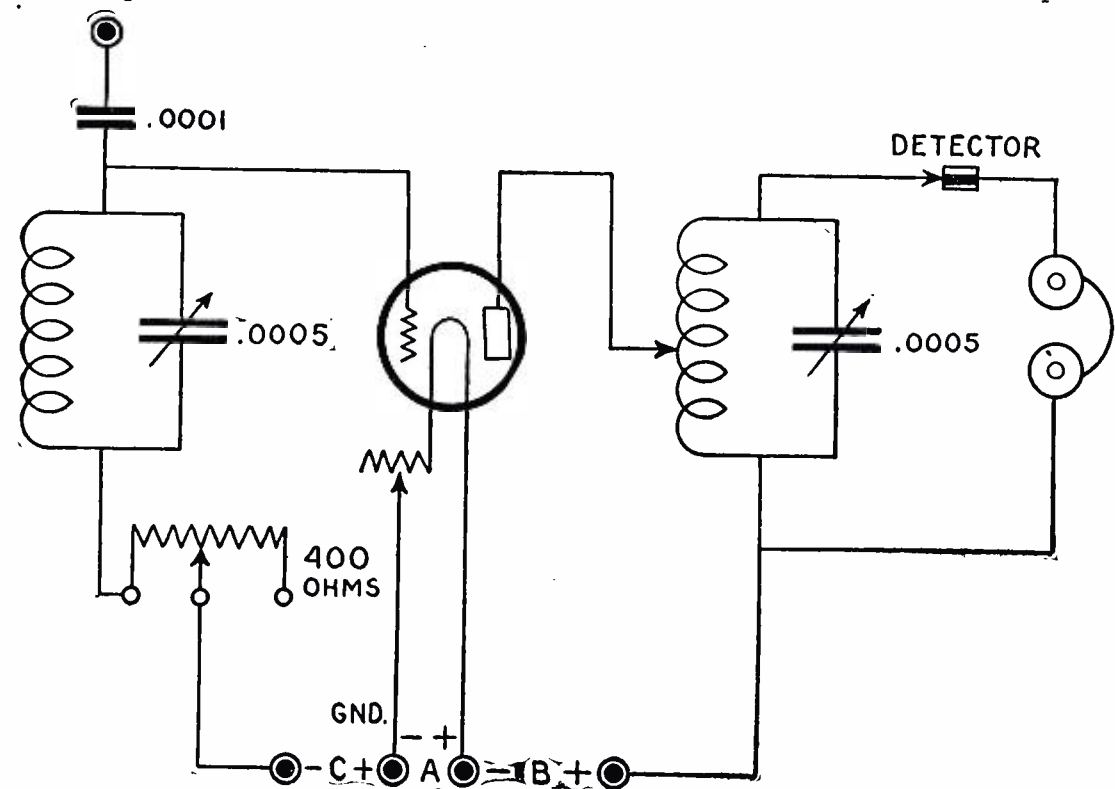 .0001
DETECTOR
.0005
.0005
400
OHMS
GND.
- +
- C + A - B +